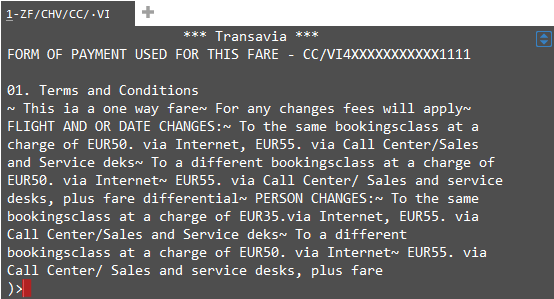 1-ZF/CHV/CC/·VI
*** Transavia ***
FORM OF PAYMENT USED FOR THIS FARE - CC/VI4XXXXXXXXXXX1111
01. Terms and Conditions
~ This ia a one way fare~ For any changes fees will apply~
FLIGHT AND OR DATE CHANGES:~ To the same bookingsclass at a
charge of EUR50. via Internet, EUR55. via Call Center/Sales
and Service deks~ To a different bookingsclass at a charge of
EUR50. via Internet~ EUR55. via Call Center/ Sales and service
desks, plus fare differential~ PERSON CHANGES:~ To the same
bookingsclass at a charge of EUR35.via Internet, EUR55. via
Call Center/Sales and Service deks~ To a different
bookingsclass at a charge of EUR50. via Internet~ EUR55. via
Call Center/ Sales and service desks, plus fare
)>